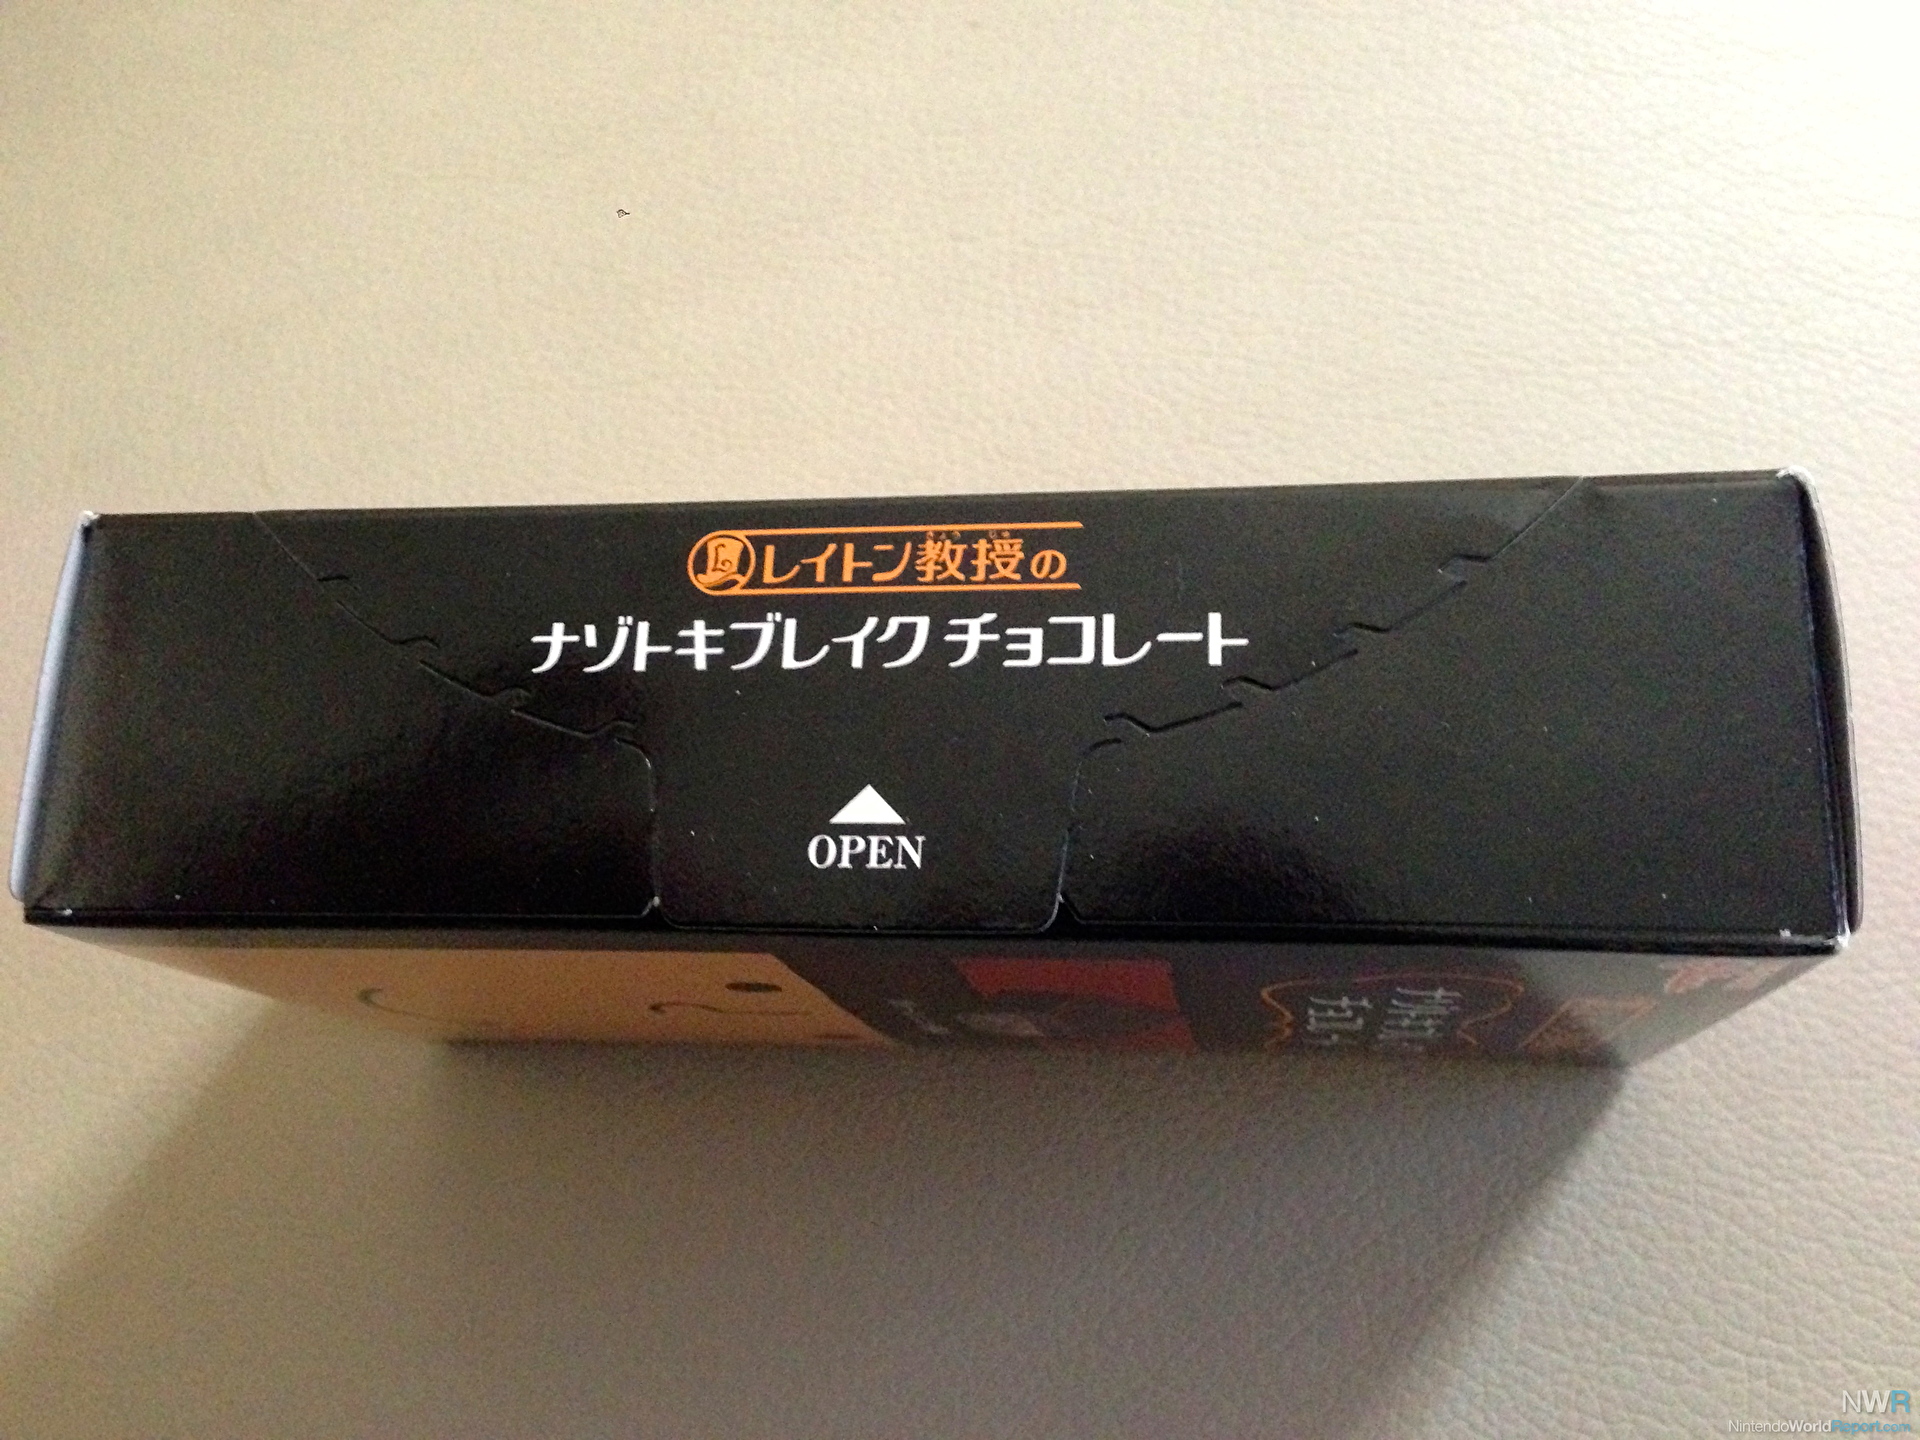 レイトン教授の
ナゾトキブレイク チョコレート
OPEN
NWR
NintendoWorldReport.com